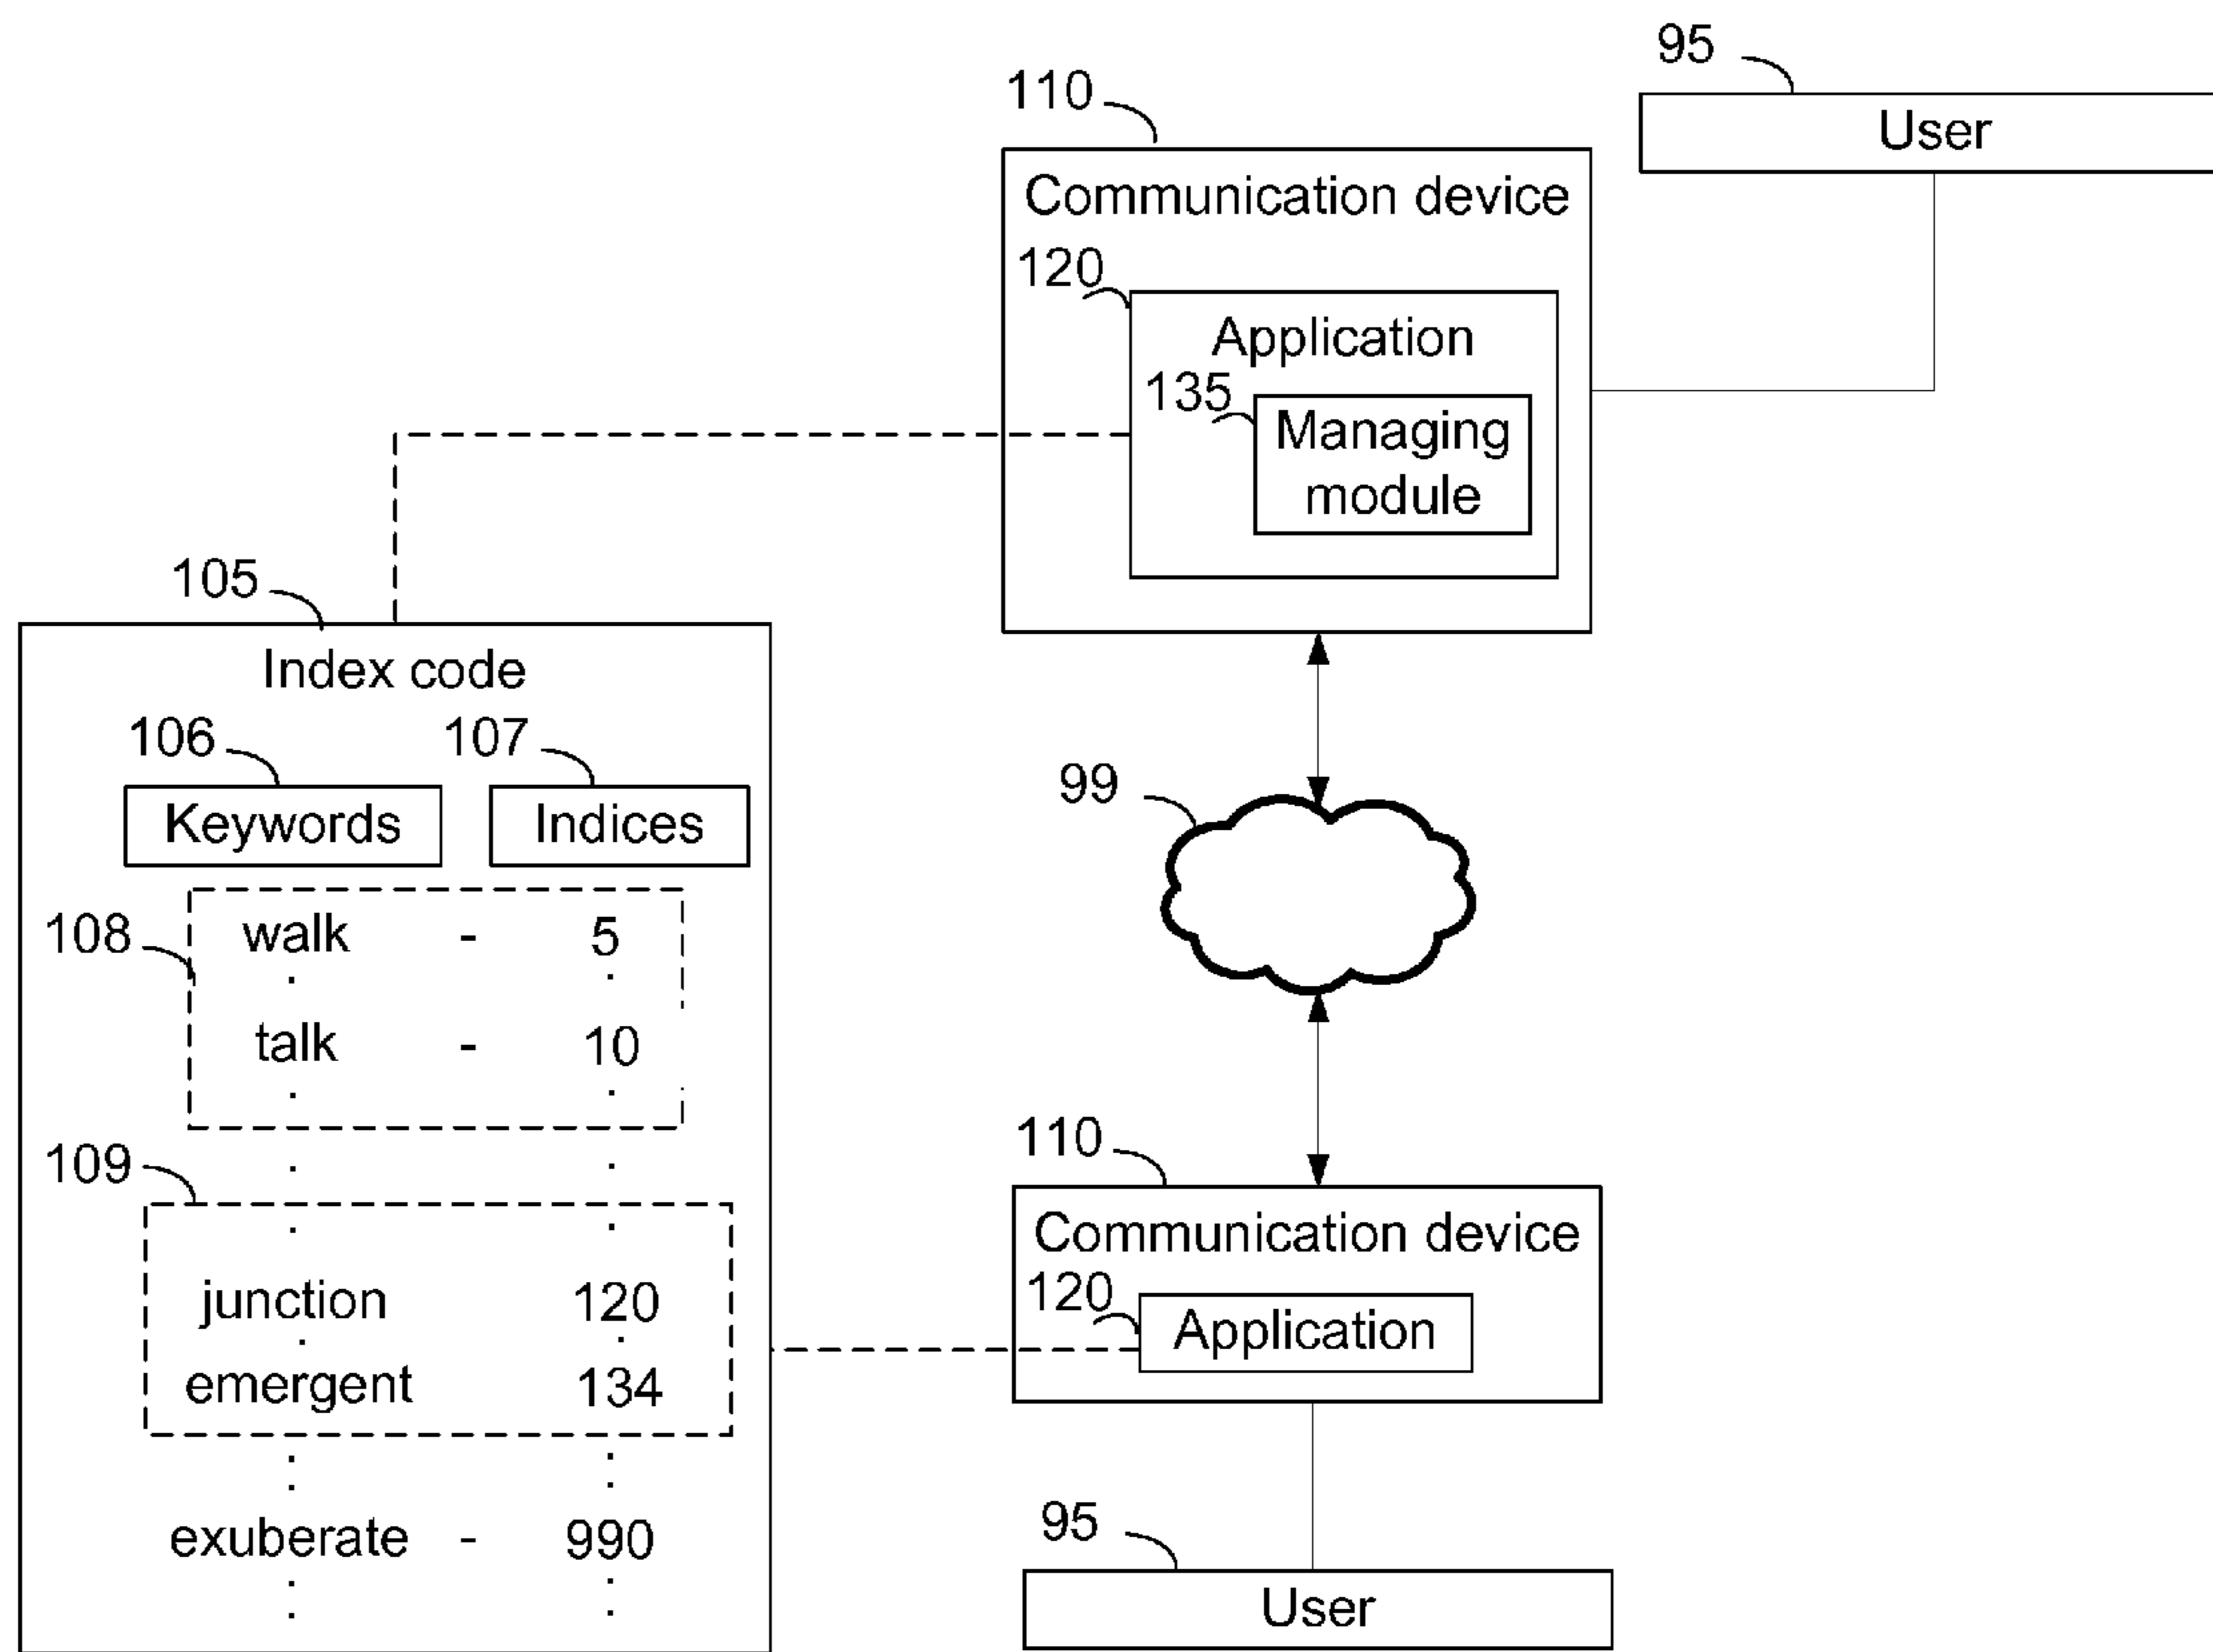 95
User
110
Communication device
120
Application
135
Managing
module
105
Index code
106
107
Keywords
Indices
99
108
walk - 5
talk - 10
109
junction 120
emergent 134
exuberate - 990
110
Communication device
120
Application
95
User